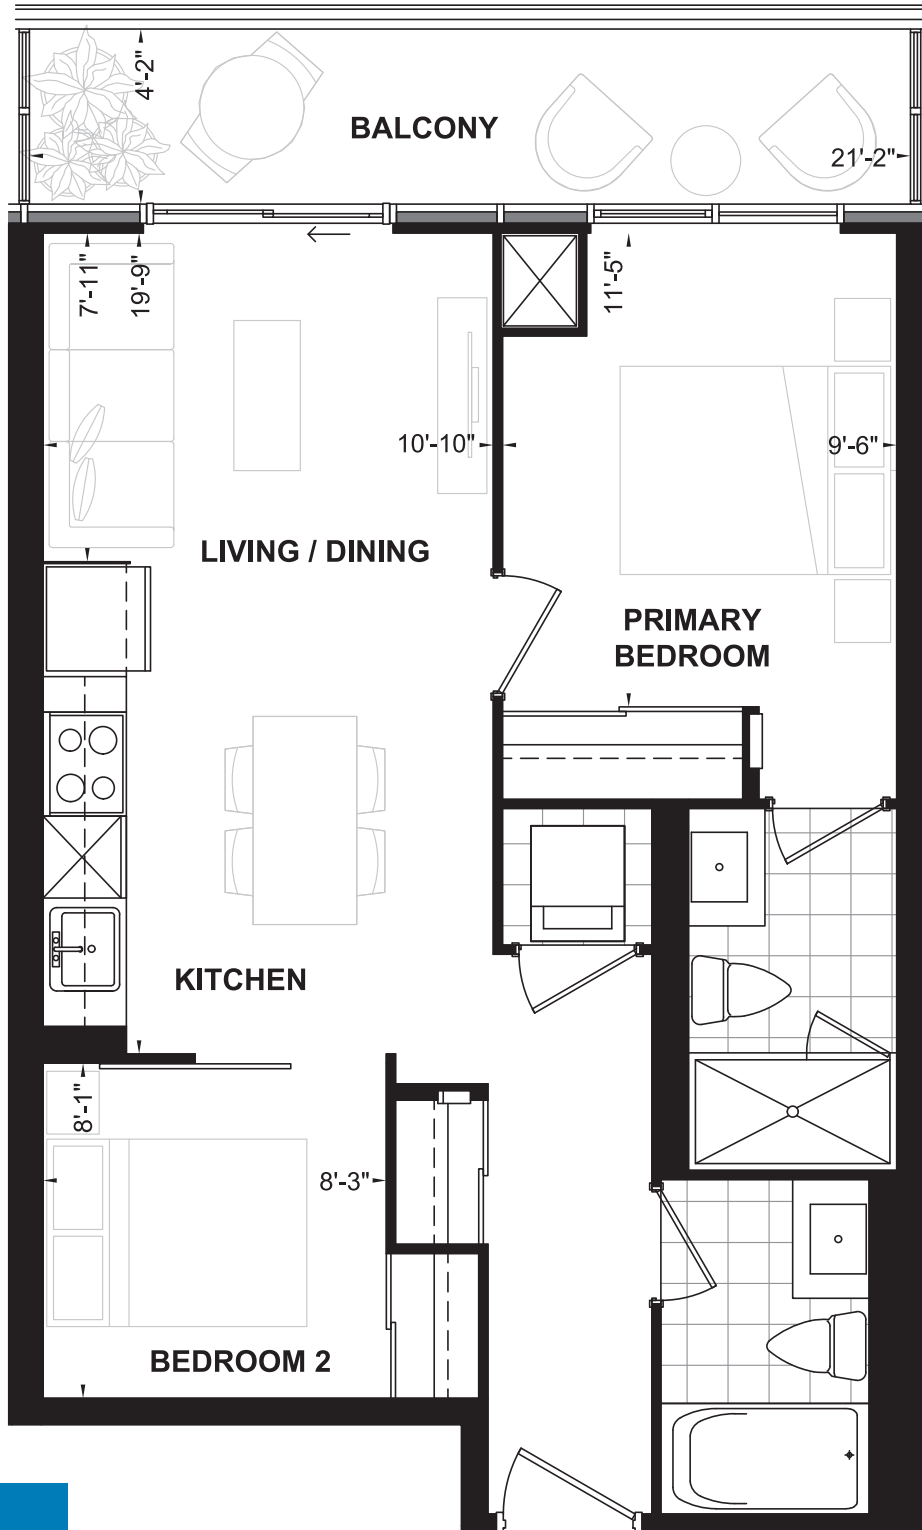 4'-2"
BALCONY
21'-2"
7'-11"
19'-9"
11'-5"
10'-10"
9'-6"
LIVING / DINING
PRIMARY
BEDROOM
KITCHEN
8'-1"
8'-3"
BEDROOM 2